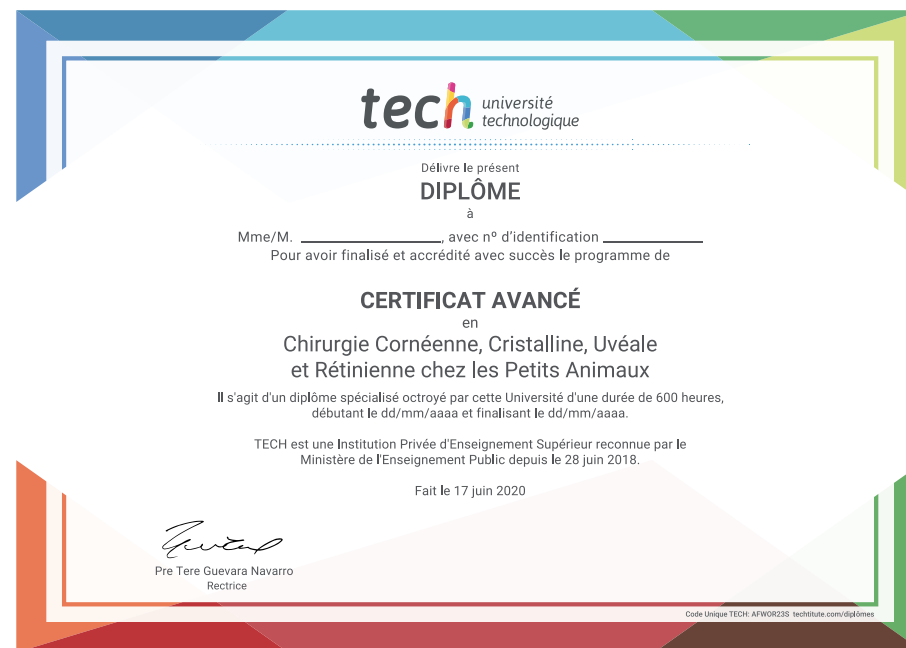 tech université
technologique
Délivre le présent
DIPLÔME
à
Mme/M. ____________________, avec nº d'identification ______________
Pour avoir finalisé et accrédité avec succès le programme de
CERTIFICAT AVANCÉ
en
Chirurgie Cornéenne, Cristalline, Uvéale
et Rétinienne chez les Petits Animaux
Il s'agit d'un diplôme spécialisé octroyé par cette Université d'une durée de 600 heures,
débutant le dd/mm/aaaa et finalisant le dd/mm/aaaa.
TECH est une Institution Privée d'Enseignement Supérieur reconnue par le
Ministère de l'Enseignement Public depuis le 28 juin 2018.
Fait le 17 juin 2020
Pre Tere Guevara Navarro
Rectrice
Code Unique TECH: AFWOR23S techtitute.com/diplômes